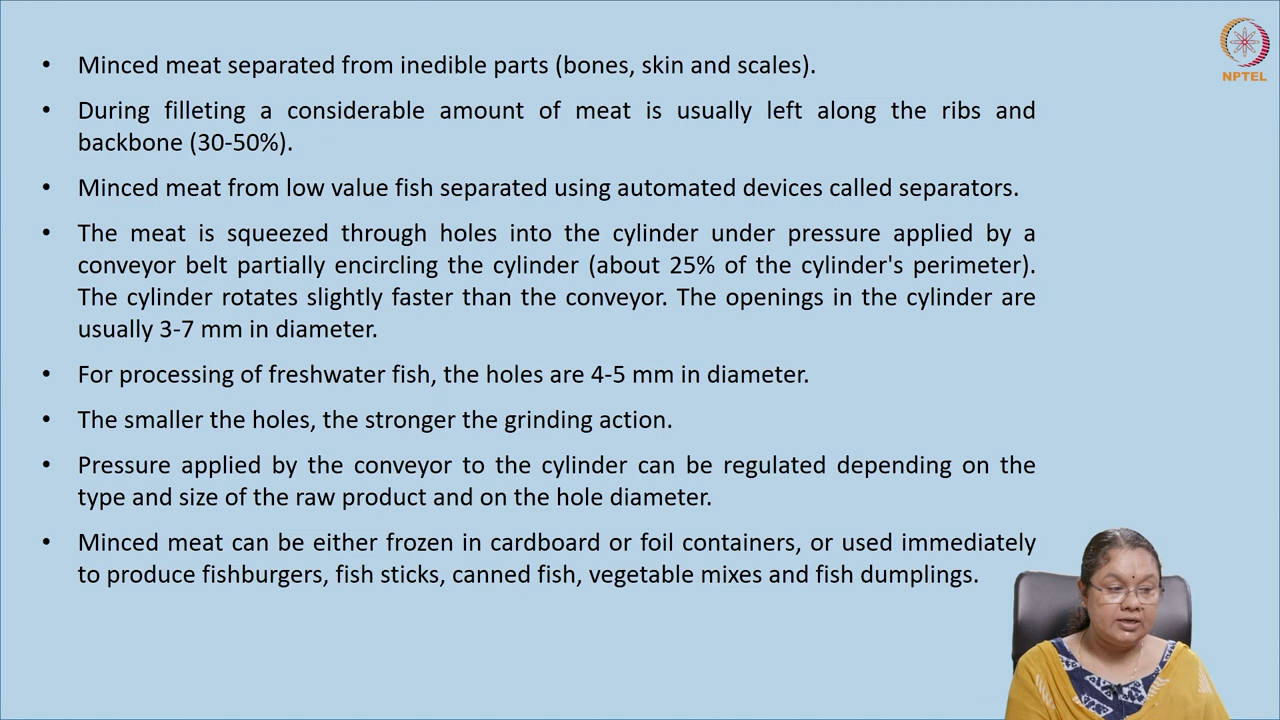 NPTEL
• Minced meat separated from inedible parts (bones, skin and scales).
• During filleting a considerable amount of meat is usually left along the ribs and
backbone (30-50%).
• Minced meat from low value fish separated using automated devices called separators.
• The meat is squeezed through holes into the cylinder under pressure applied by a
conveyor belt partially encircling the cylinder (about 25% of the cylinder's perimeter).
The cylinder rotates slightly faster than the conveyor. The openings in the cylinder are
usually 3-7 mm in diameter.
• For processing of freshwater fish, the holes are 4-5 mm in diameter.
• The smaller the holes, the stronger the grinding action.
• Pressure applied by the conveyor to the cylinder can be regulated depending on the
type and size of the raw product and on the hole diameter.
• Minced meat can be either frozen in cardboard or foil containers, or used immediately
to produce fishburgers, fish sticks, canned fish, vegetable mixes and fish dumplings.